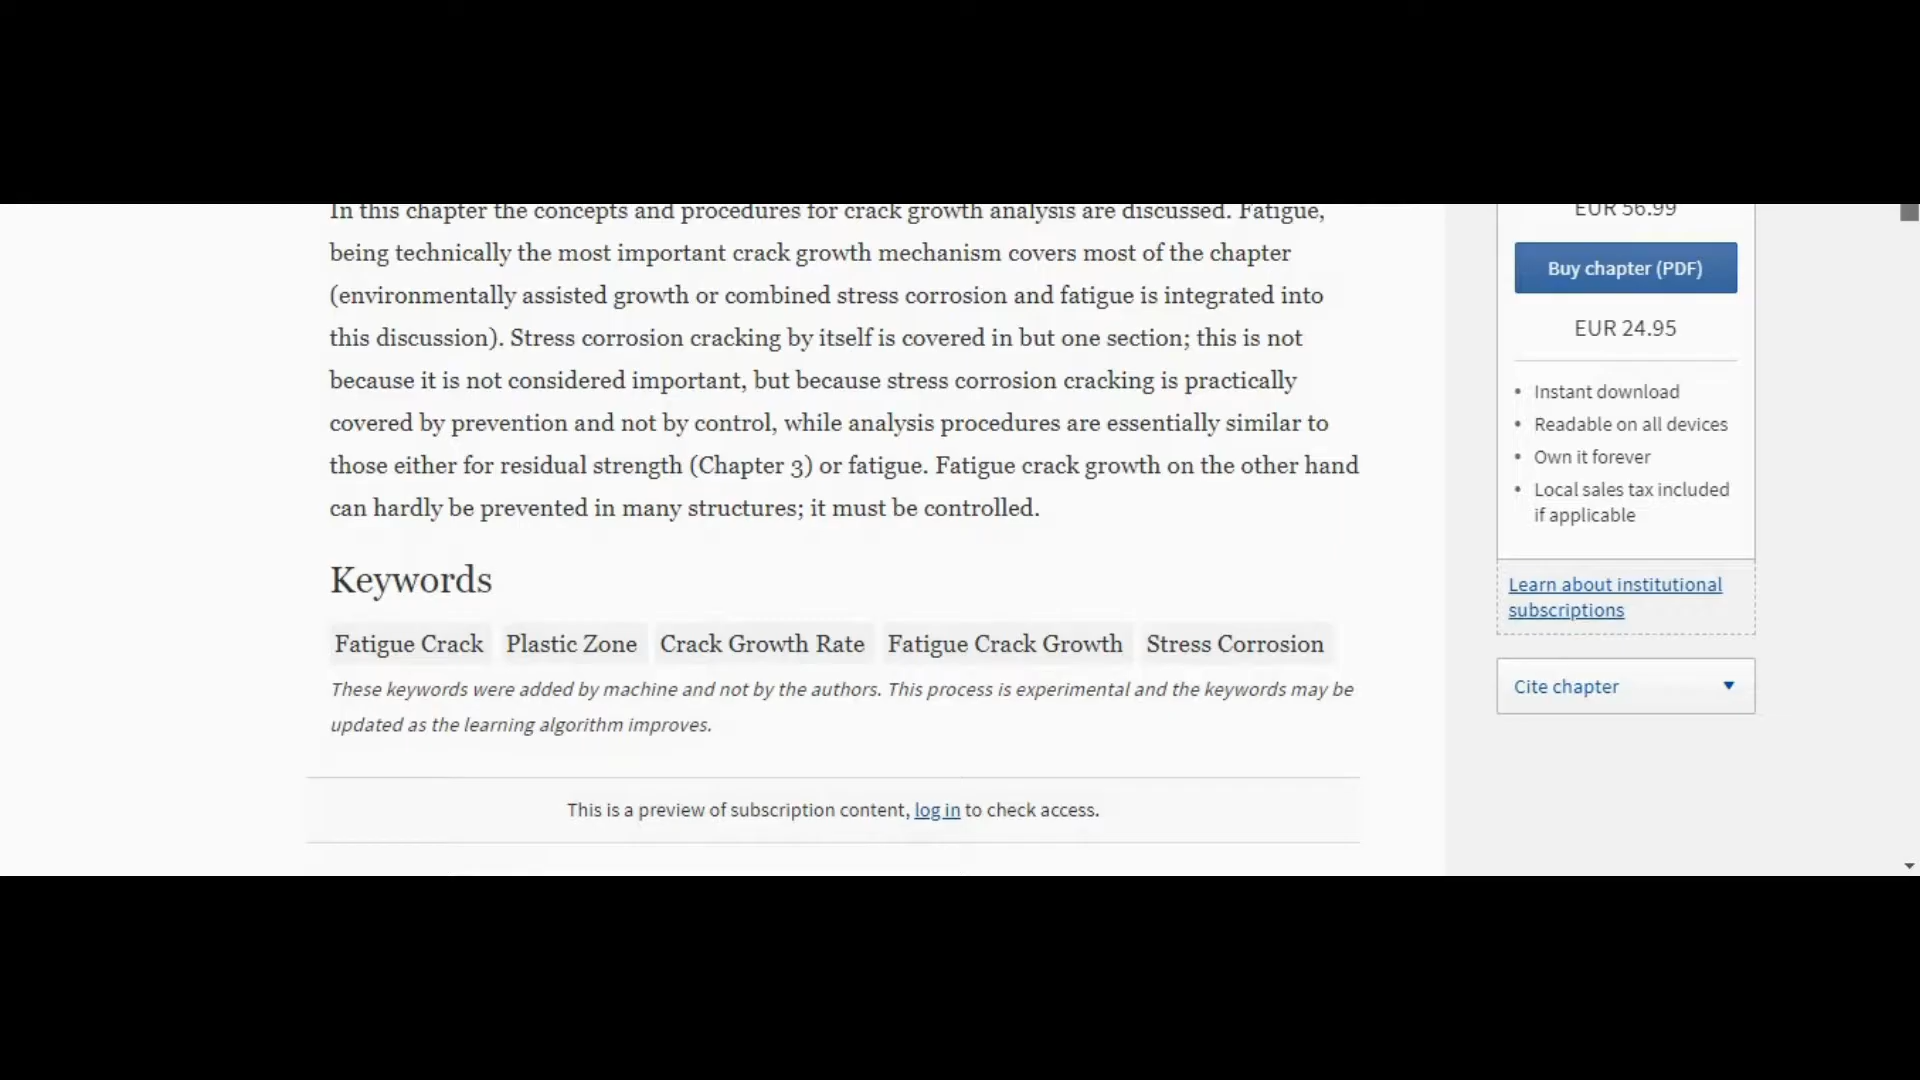 In this chapter the concepts and procedures for crack growth analysis are discussed. Fatigue,
being technically the most important crack growth mechanism covers most of the chapter
(environmentally assisted growth or combined stress corrosion and fatigue is integrated into
this discussion). Stress corrosion cracking by itself is covered in but one section; this is not
because it is not considered important, but because stress corrosion cracking is practically
covered by prevention and not by control, while analysis procedures are essentially similar to
those either for residual strength (Chapter 3) or fatigue. Fatigue crack growth on the other hand
can hardly be prevented in many structures; it must be controlled.
Keywords
Fatigue Crack Plastic Zone Crack Growth Rate Fatigue Crack Growth Stress Corrosion
These keywords were added by machine and not by the authors. This process is experimental and the keywords may be
updated as the learning algorithm improves.
This is a preview of subscription content, log in to check access.
EUR 56.99
Buy chapter (PDF)
EUR 24.95
• Instant download
• Readable on all devices
• Own it forever
• Local sales tax included
if applicable
Learn about institutional
subscriptions
Cite chapter